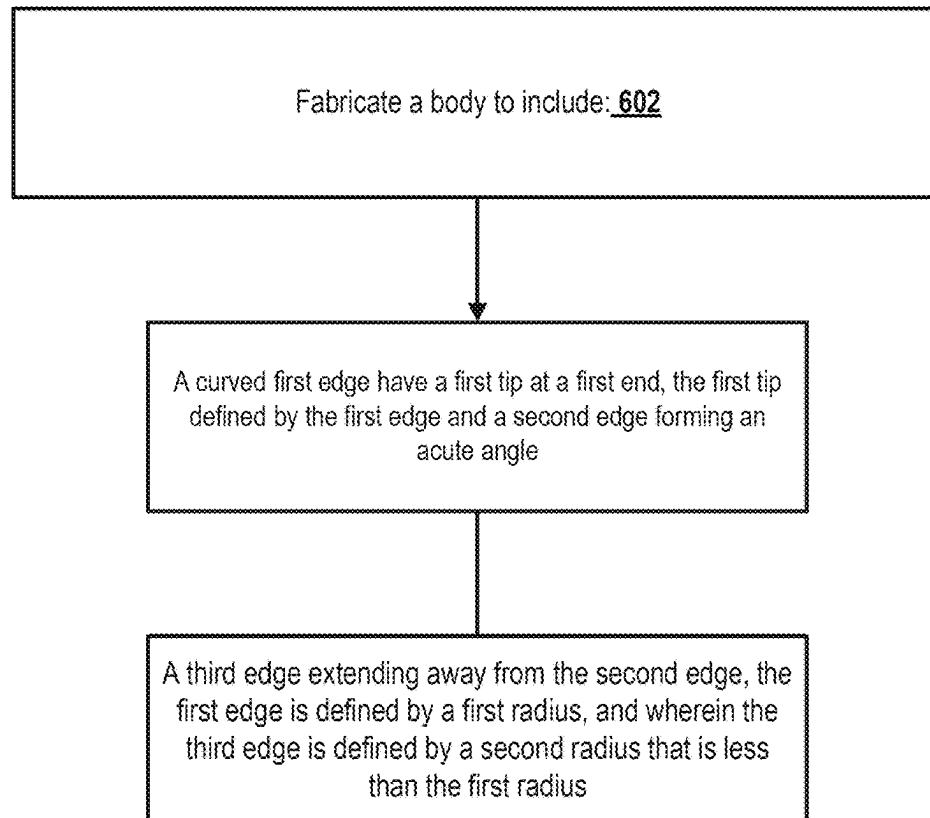 Fabricate a body to include: 602
A curved first edge have a first tip at a first end, the first tip
defined by the first edge and a second edge forming an
acute angle
A third edge extending away from the second edge, the
first edge is defined by a first radius, and wherein the
third edge is defined by a second radius that is less
than the first radius